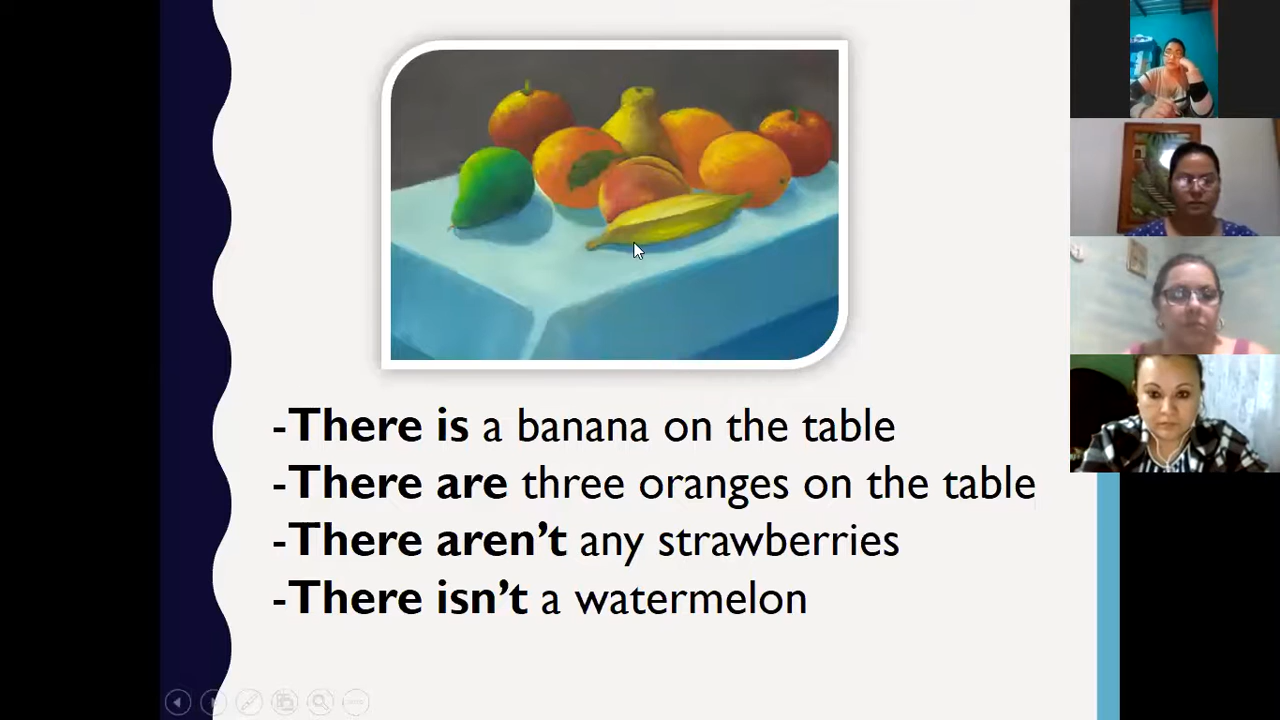 -There is a banana on the table
-There are three oranges on the table
-There aren't any strawberries
-There isn't a watermelon